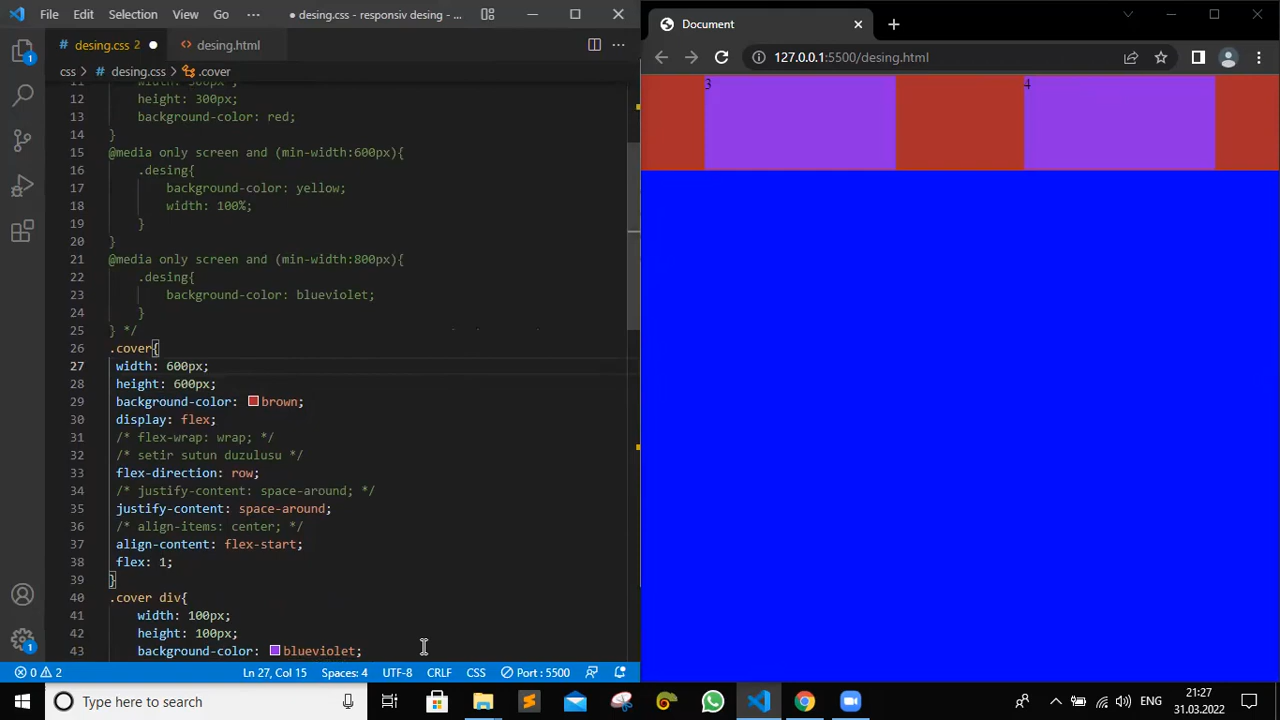 File Edit Selection View Go ··· ● desing.css - responsiv desing - ...
desing.css 2 ● desing.html
css > desing.css > .cover
12 height: 300px;
13 background-color: red;
14 }
15 @media only screen and (min-width:600px){
16 .desing{
17 background-color: yellow;
18 width: 100%;
19 }
20 }
21 @media only screen and (min-width:800px){
22 .desing{
23 background-color: blueviolet;
24 }
25 } */
26 .cover{
27 width: 600px;
28 height: 600px;
29 background-color: brown;
30 display: flex;
31 /* flex-wrap: wrap; */
32 /* setir sutun duzulusu */
33 flex-direction: row;
34 /* justify-content: space-around; */
35 justify-content: space-around;
36 /* align-items: center; */
37 align-content: flex-start;
38 flex: 1;
39 }
40 .cover div{
41 width: 100px;
42 height: 100px;
43 background-color: blueviolet;
1
1
0 2 Ln 27, Col 15 Spaces: 4 UTF-8 CRLF CSS Port : 5500
Document
127.0.0.1:5500/desing.html
3 4
Type here to search
ENG 21:27
31.03.2022